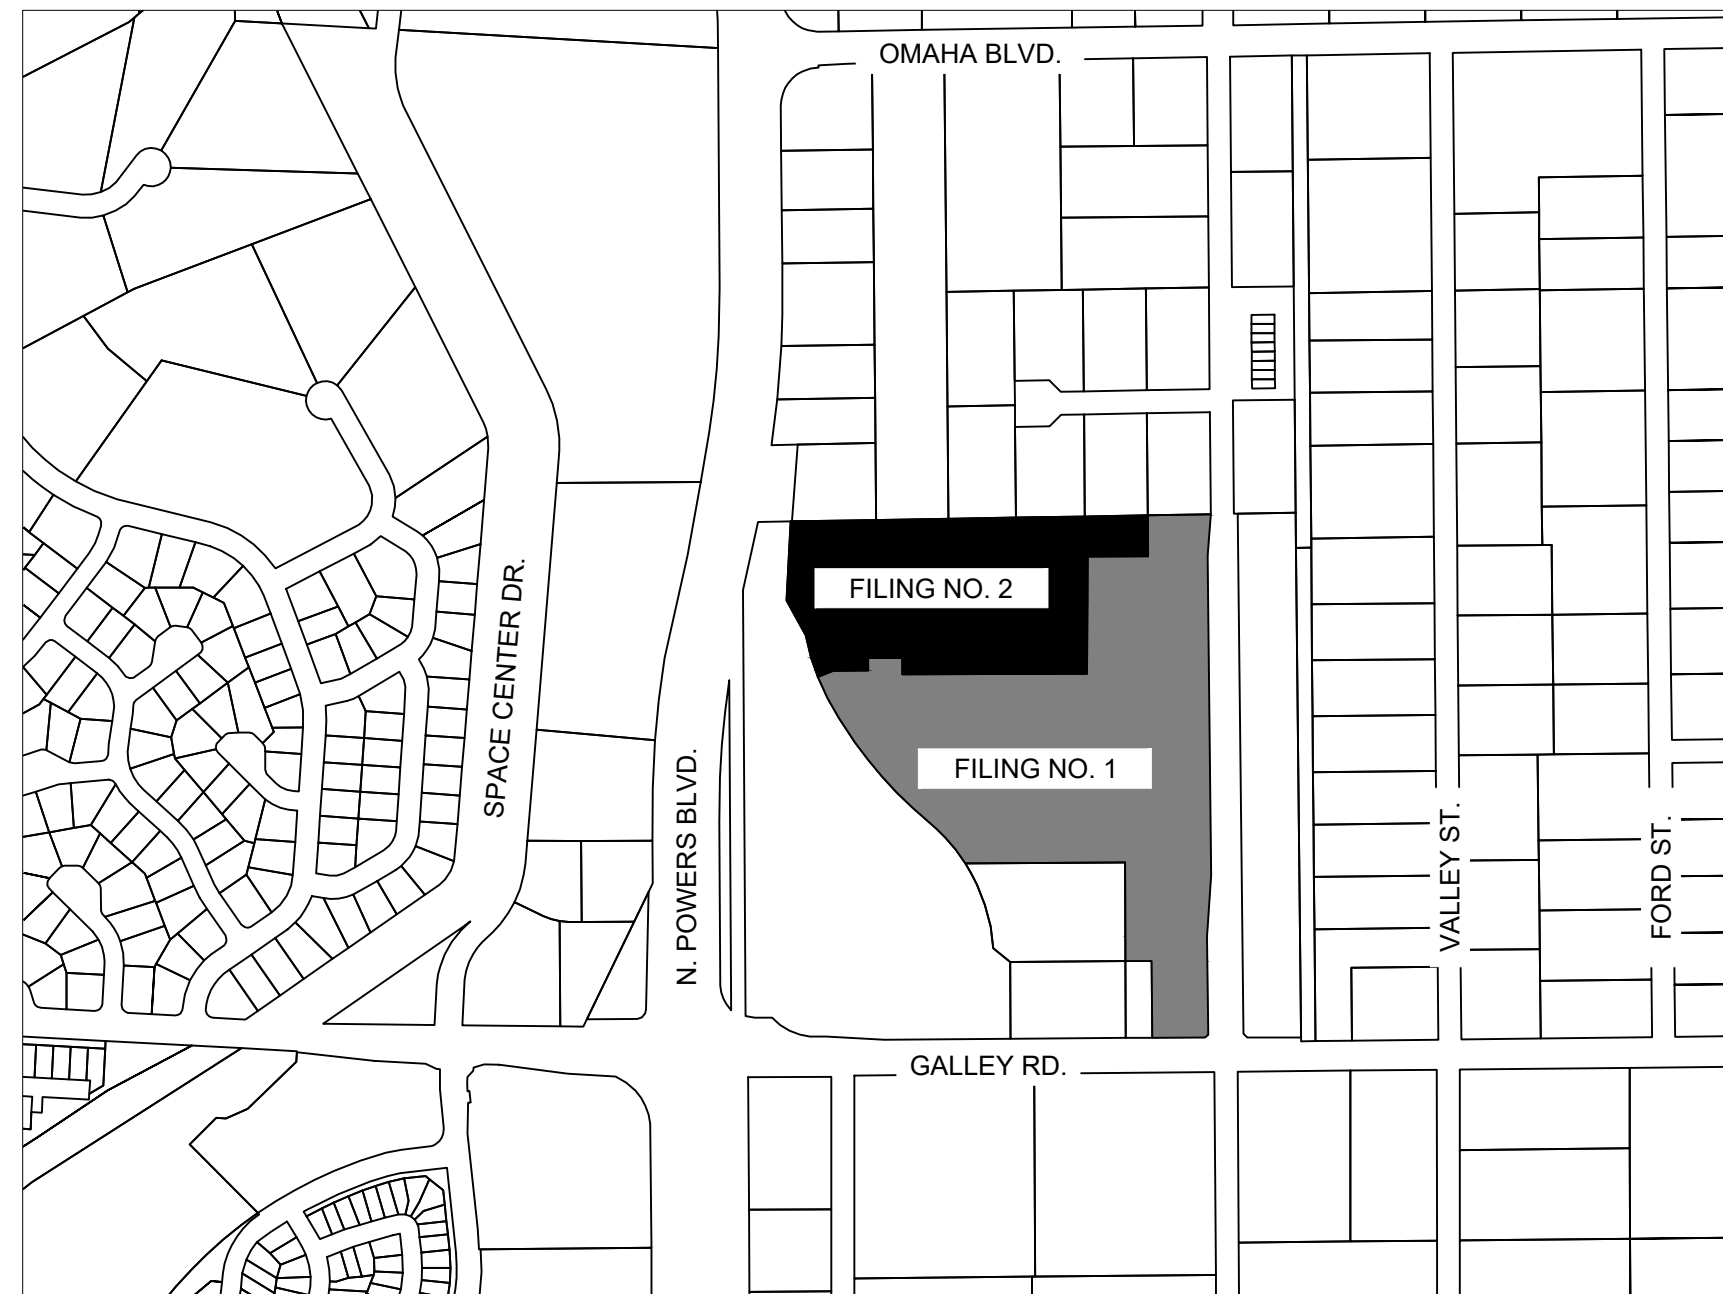 OMAHA BLVD.
FILING NO. 2
SPACE CENTER DR.
FILING NO. 1
N. POWERS BLVD.
VALLEY ST.
FORD ST.
GALLEY RD.